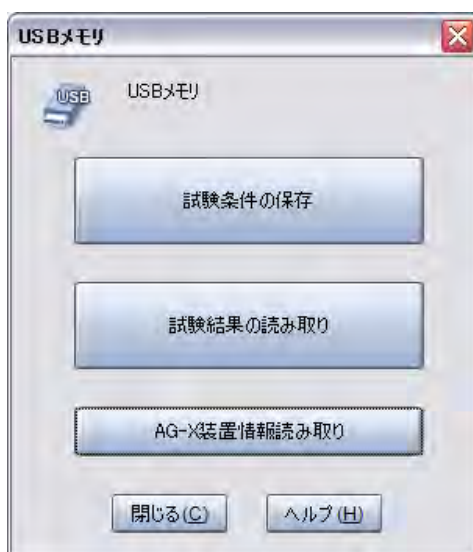 USBメモリ
USB
USBメモリ
試験条件の保存
試験結果の読み取り
AG-X装置情報読み取り
閉じる(C)
ヘルプ(H)